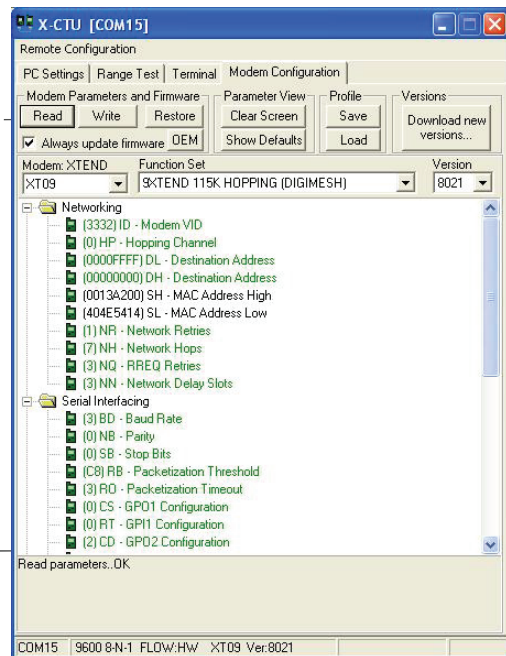 X-CTU [COM15]
Remote Configuration
PC Settings Range Test Terminal Modem Configuration
Modem Parameters and Firmware Parameter View Profile Versions
Read Write Restore Clear Screen Save Download new versions...
Always update firmware OEM Show Defaults Load
Modem: XTEND Function Set Version
XT09 9XTEND 115K HOPPING (DIGIMESH) 8021
Networking
(3332) ID - Modem VID
(0) HP - Hopping Channel
(0000FFFF) DL - Destination Address
(00000000) DH - Destination Address
(0013A200) SH - MAC Address High
(404E5414) SL - MAC Address Low
(1) NR - Network Retries
(7) NH - Network Hops
(3) NQ - RREQ Retries
(3) NN - Network Delay Slots
Serial Interfacing
(3) BD - Baud Rate
(0) NB - Parity
(0) SB - Stop Bits
(C8) RB - Packetization Threshold
(3) RO - Packetization Timeout
(0) CS - GPO1 Configuration
(0) RT - GPI1 Configuration
(2) CD - GPO2 Configuration
Read parameters..OK
COM15 9600 8-N-1 FLOW:HW XT09 Ver:8021